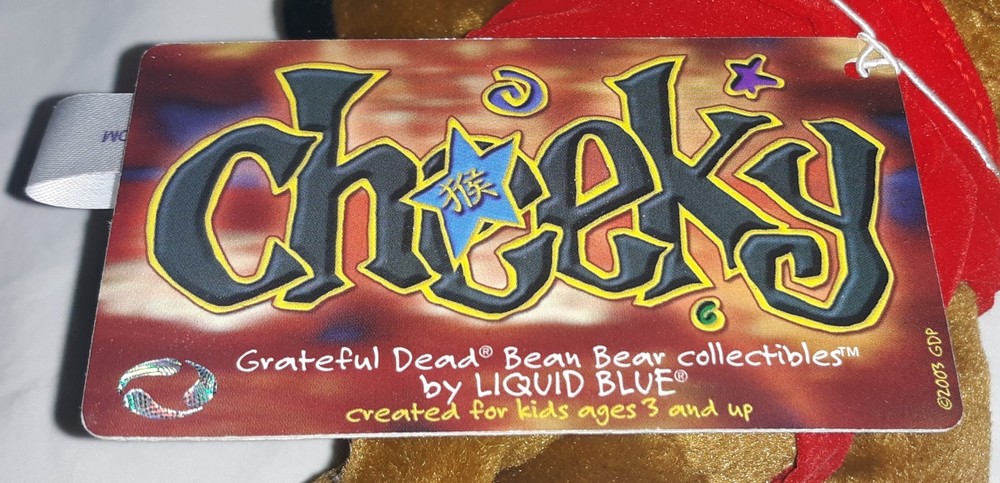 cheeky
猴
Grateful Dead® Bean Bear collectibles™
by LIQUID BLUE®
created for kids ages 3 and up
©2003 GDP